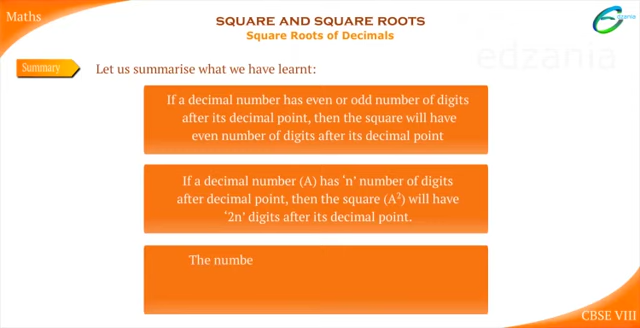 Maths
SQUARE AND SQUARE ROOTS
Square Roots of Decimals
Edzania
edzania
Summary
Let us summarise what we have learnt:
If a decimal number has even or odd number of digits
after its decimal point, then the square will have
even number of digits after its decimal point
If a decimal number (A) has ‘n’ number of digits
after decimal point, then the square (A²) will have
‘2n’ digits after its decimal point.
The numbe
CBSE VIII